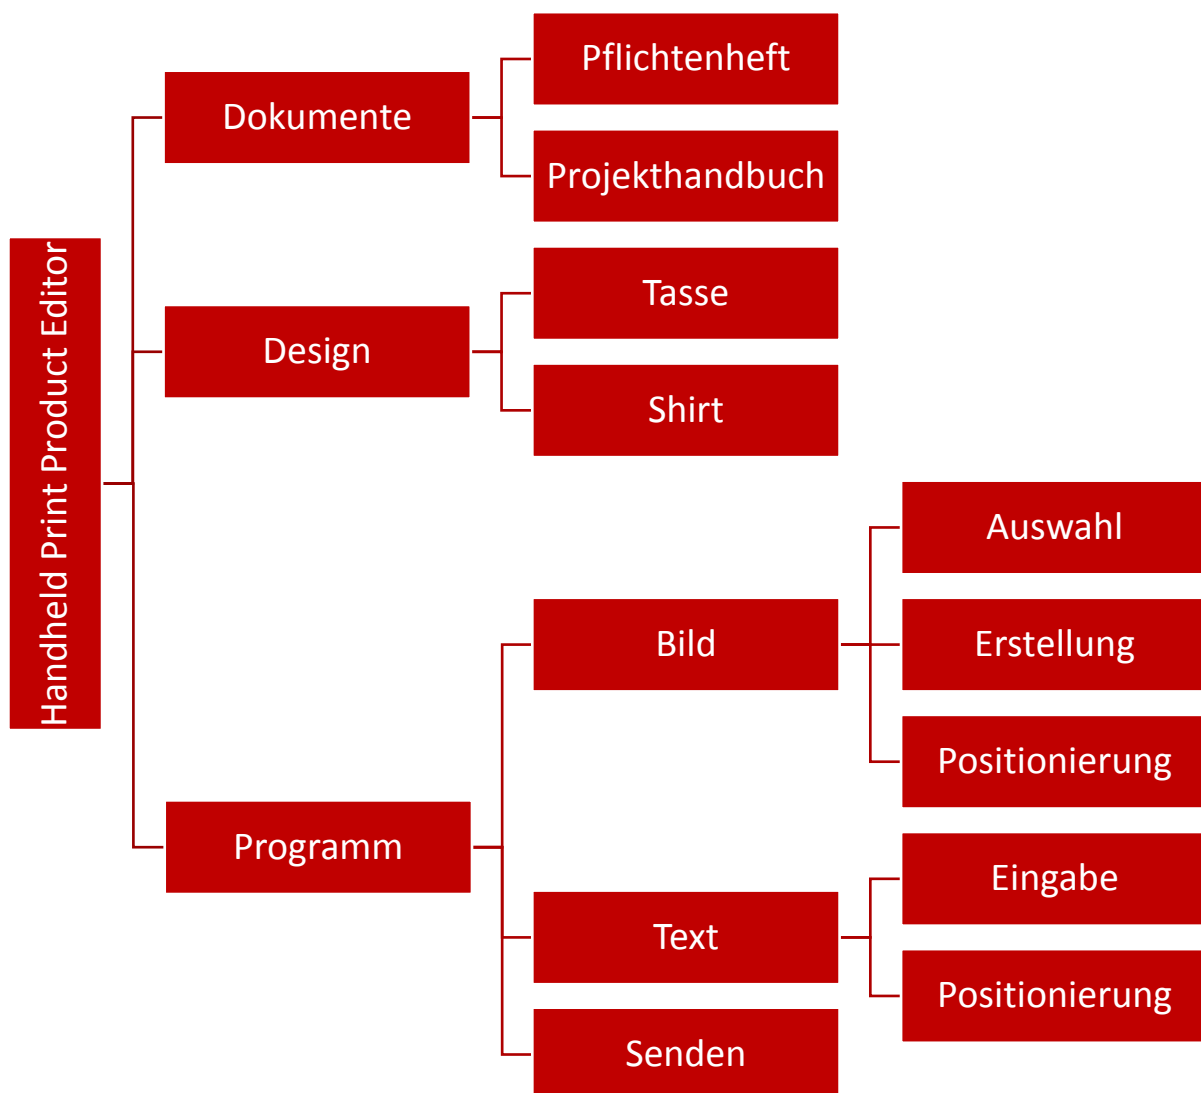 Handheld Print Product Editor
Dokumente
Pflichtenheft
Projekthandbuch
Design
Tasse
Shirt
Programm
Bild
Auswahl
Erstellung
Positionierung
Text
Eingabe
Positionierung
Senden